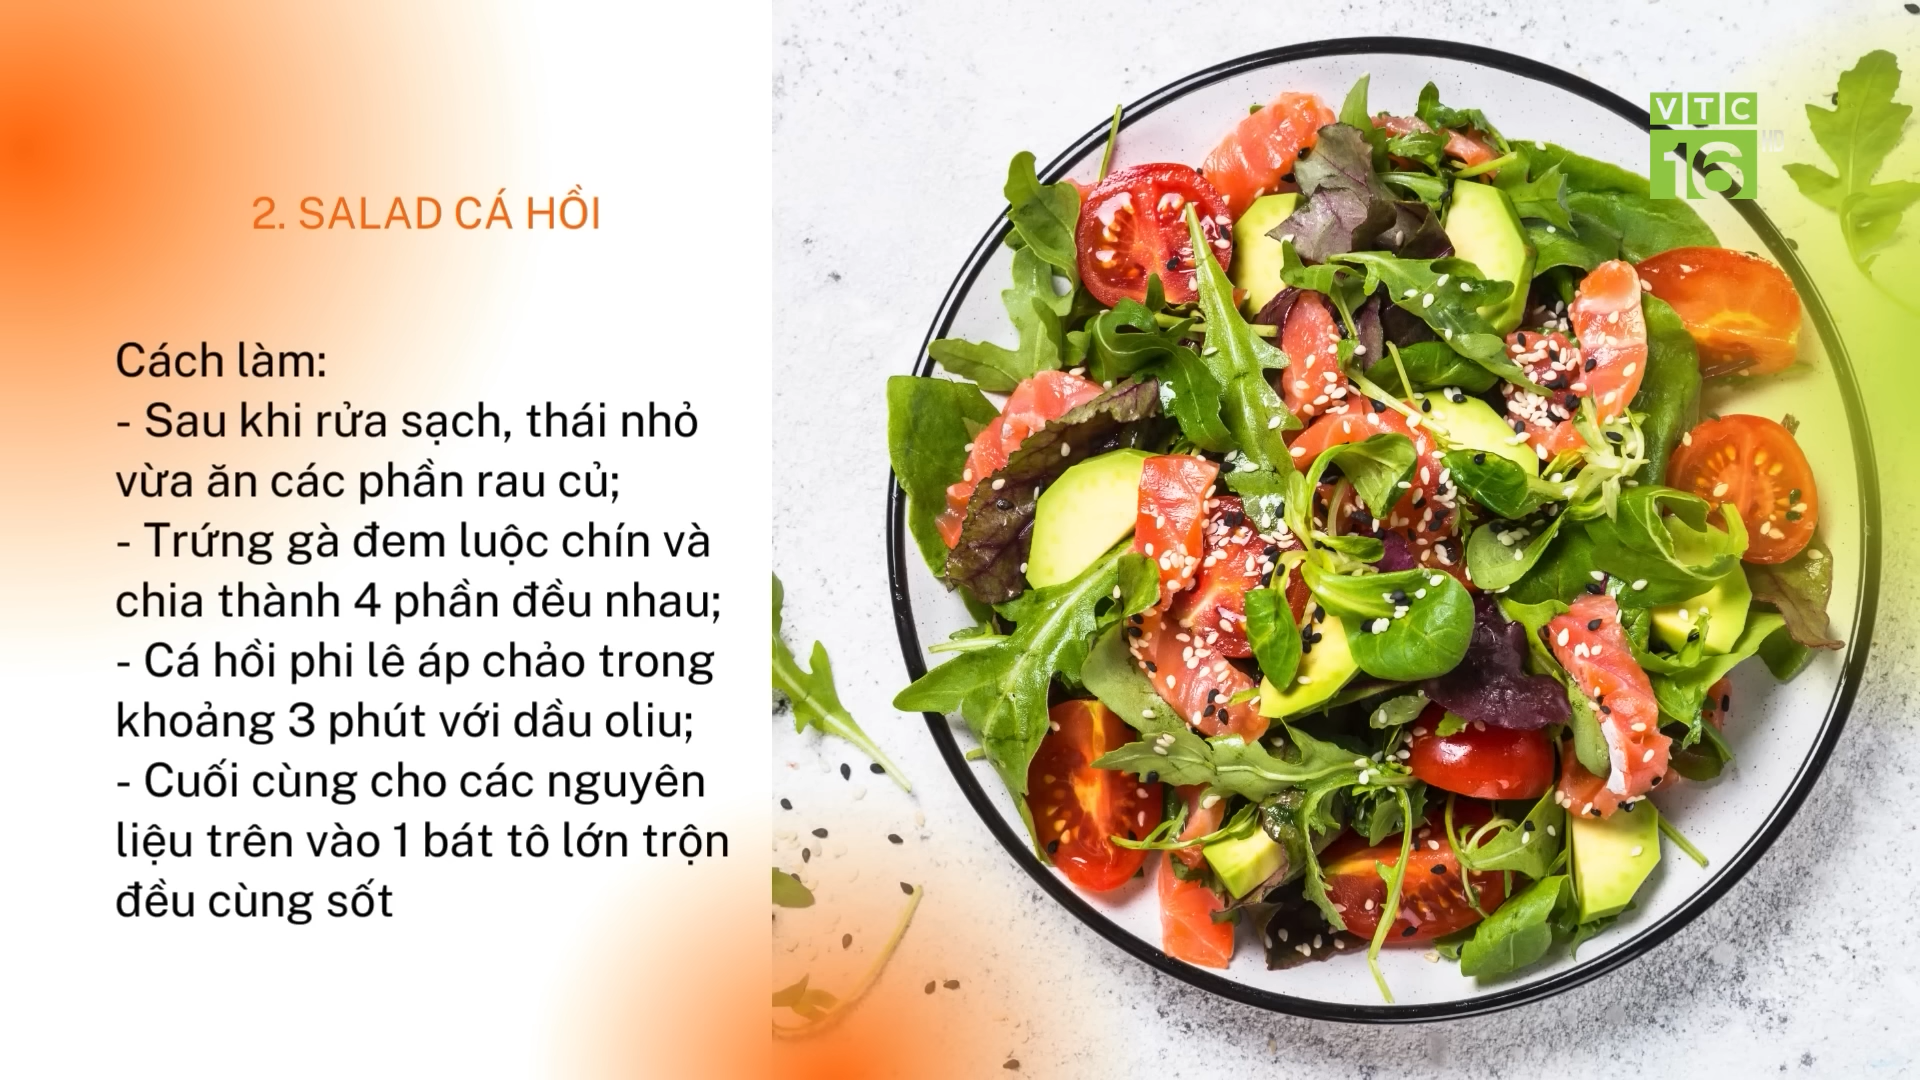 2. SALAD CÁ HỒI
Cách làm:
- Sau khi rửa sạch, thái nhỏ
vừa ăn các phần rau củ;
- Trứng gà đem luộc chín và
chia thành 4 phần đều nhau;
- Cá hồi phi lê áp chảo trong
khoảng 3 phút với dầu oliu;
- Cuối cùng cho các nguyên
liệu trên vào 1 bát tô lớn trộn
đều cùng sốt
VTC
16 HD